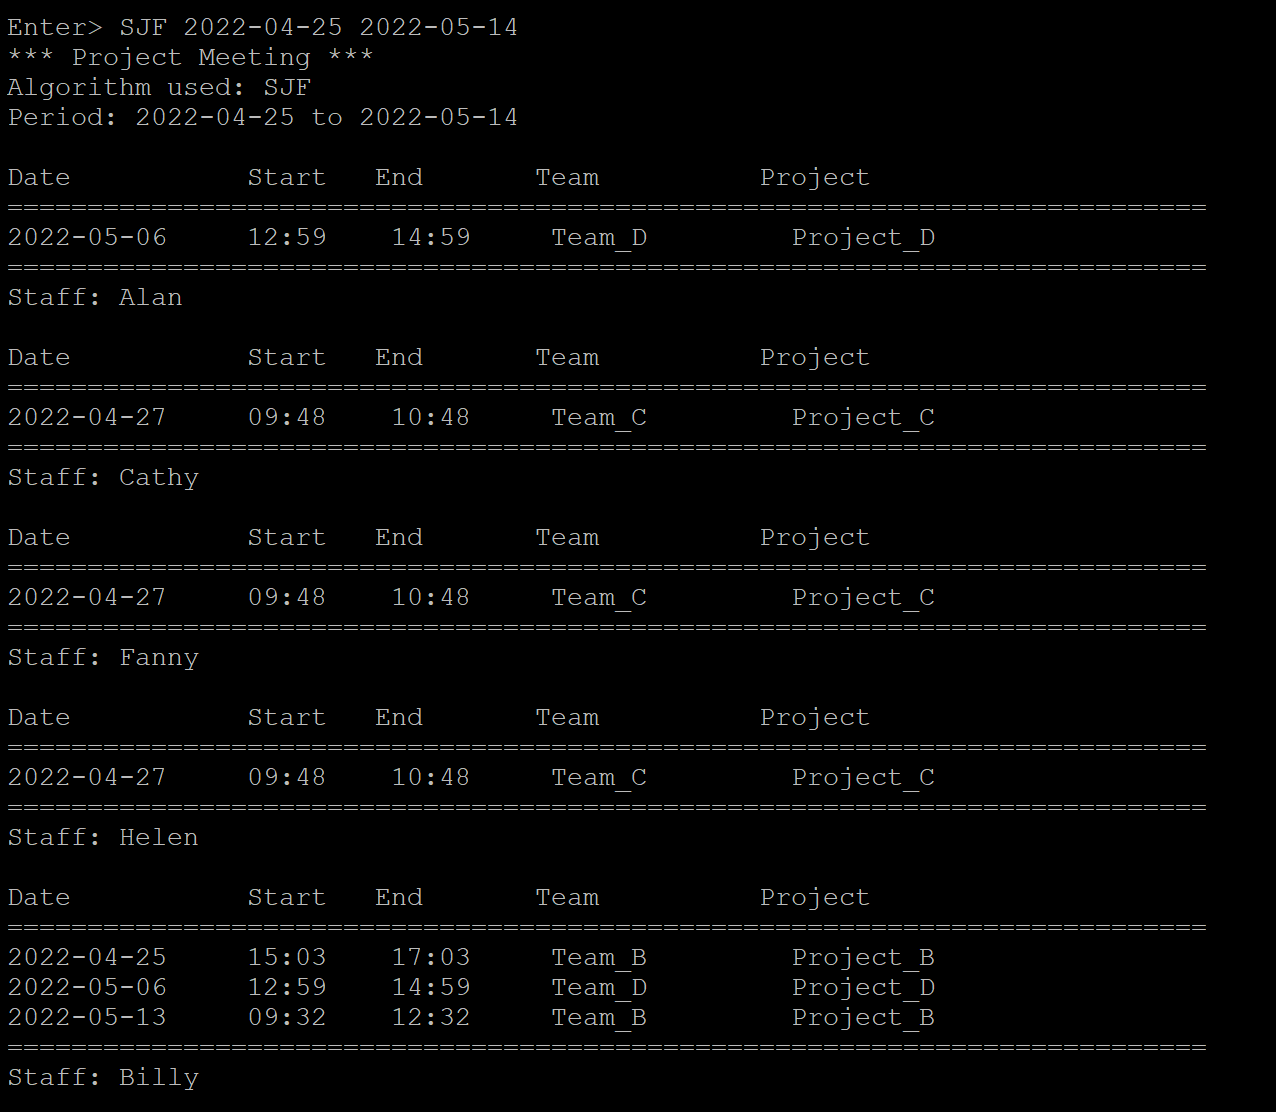 Enter> SJF 2022-04-25 2022-05-14
*** Project Meeting ***
Algorithm used: SJF
Period: 2022-04-25 to 2022-05-14

Date           Start   End       Team          Project
===========================================================================
2022-05-06     12:59    14:59     Team_D         Project_D
===========================================================================
Staff: Alan

Date           Start   End       Team          Project
===========================================================================
2022-04-27     09:48    10:48     Team_C         Project_C
===========================================================================
Staff: Cathy

Date           Start   End       Team          Project
===========================================================================
2022-04-27     09:48    10:48     Team_C         Project_C
===========================================================================
Staff: Fanny

Date           Start   End       Team          Project
===========================================================================
2022-04-27     09:48    10:48     Team_C         Project_C
===========================================================================
Staff: Helen

Date           Start   End       Team          Project
===========================================================================
2022-04-25     15:03    17:03     Team_B         Project_B
2022-05-06     12:59    14:59     Team_D         Project_D
2022-05-13     09:32    12:32     Team_B         Project_B
===========================================================================
Staff: Billy